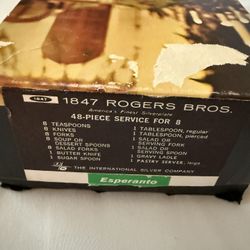 1847 1847 ROGERS BROS.
America's Finest Silverplate
48-PIECE SERVICE FOR 8
8 TEASPOONS
8 KNIVES
8 FORKS
8 SOUP OR
DESSERT SPOONS
8 SALAD FORKS
1 BUTTER KNIFE
1 SUGAR SPOON
1 TABLESPOON, regular
1 TABLESPOON, pierced
1 SALAD OR
SERVING FORK
1 SALAD OR
SERVING SPOON
1 GRAVY LADLE
1 PASTRY SERVER, large
THE INTERNATIONAL SILVER COMPANY
Esperanto